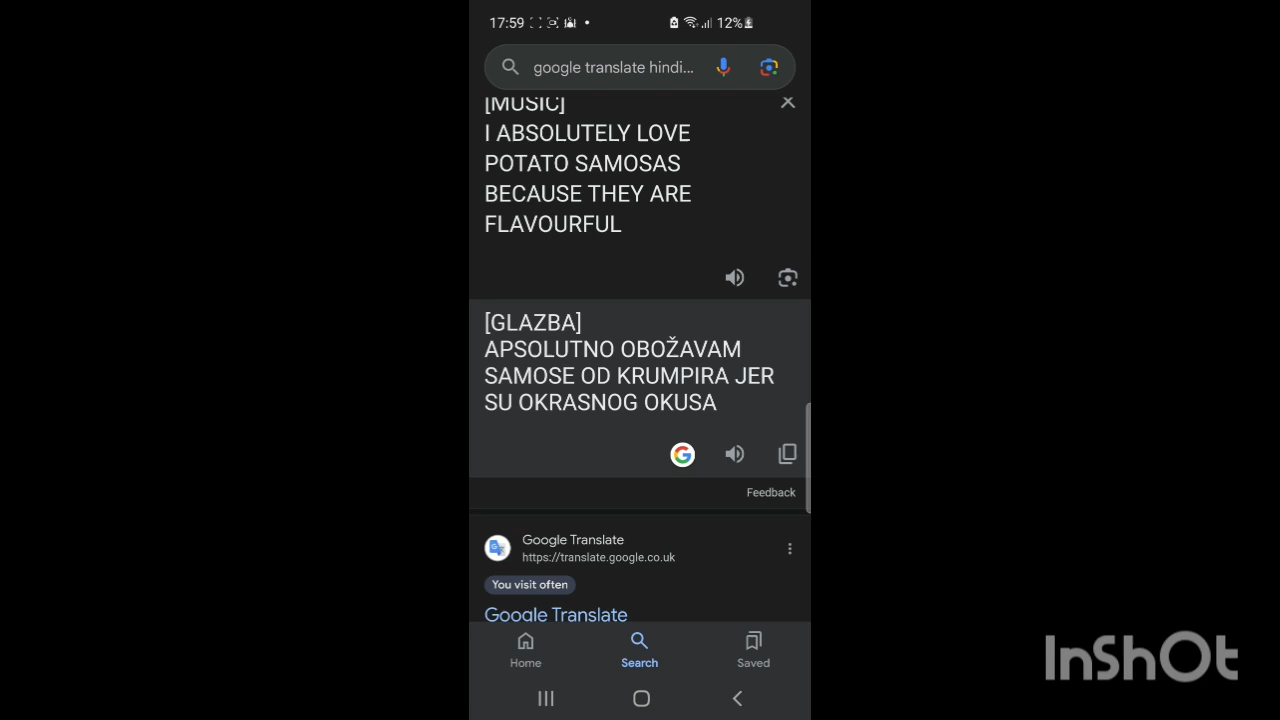 17:59
12%
google translate hindi...
[MUSIC]
I ABSOLUTELY LOVE
POTATO SAMOSAS
BECAUSE THEY ARE
FLAVOURFUL
[GLAZBA]
APSOLUTNO OBOŽAVAM
SAMOSE OD KRUMPIRA JER
SU OKRASNOG OKUSA
Feedback
Google Translate
https://translate.google.co.uk
You visit often
Google Translate
Home
Search
Saved
InShOt